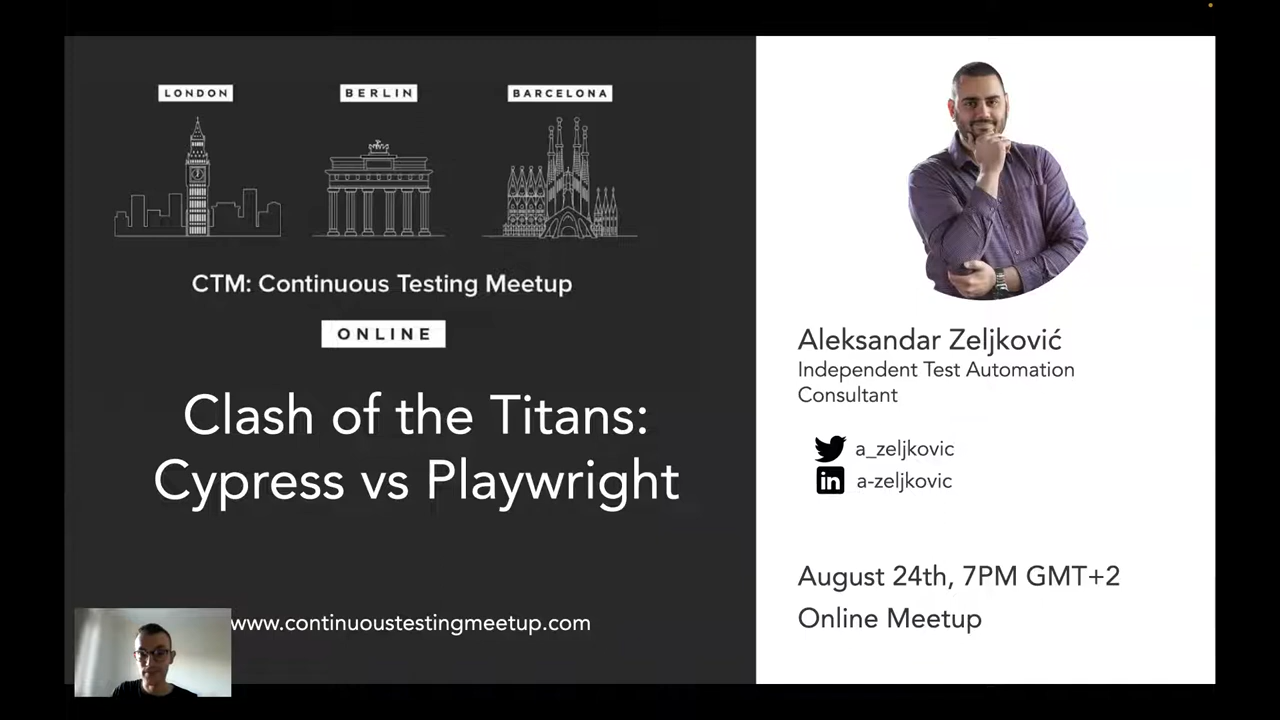 LONDON
BERLIN
BARCELONA
CTM: Continuous Testing Meetup
ONLINE
Clash of the Titans:
Cypress vs Playwright
www.continuoustestingmeetup.com
Aleksandar Zeljković
Independent Test Automation
Consultant
a_zeljkovic
in a-zeljkovic
August 24th, 7PM GMT+2
Online Meetup